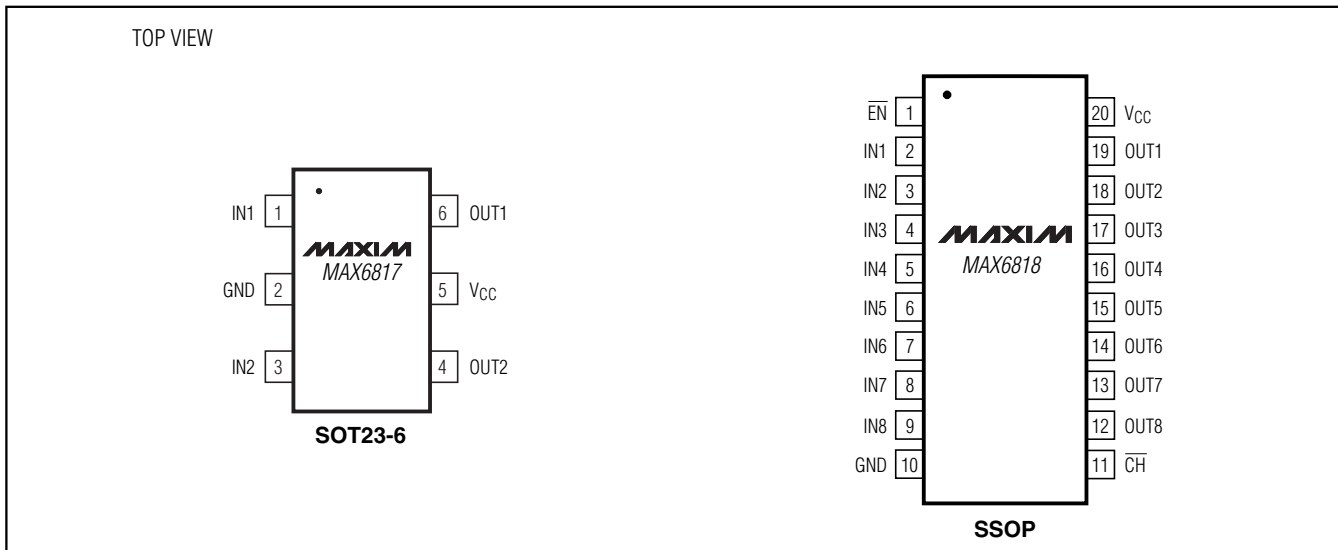 TOP VIEW
IN1 1
GND 2
IN2 3
6 OUT1
5 VCC
4 OUT2
MAXIM
MAX6817
SOT23-6
EN 1
IN1 2
IN2 3
IN3 4
IN4 5
IN5 6
IN6 7
IN7 8
IN8 9
GND 10
20 VCC
19 OUT1
18 OUT2
17 OUT3
16 OUT4
15 OUT5
14 OUT6
13 OUT7
12 OUT8
11 CH
MAXIM
MAX6818
SSOP